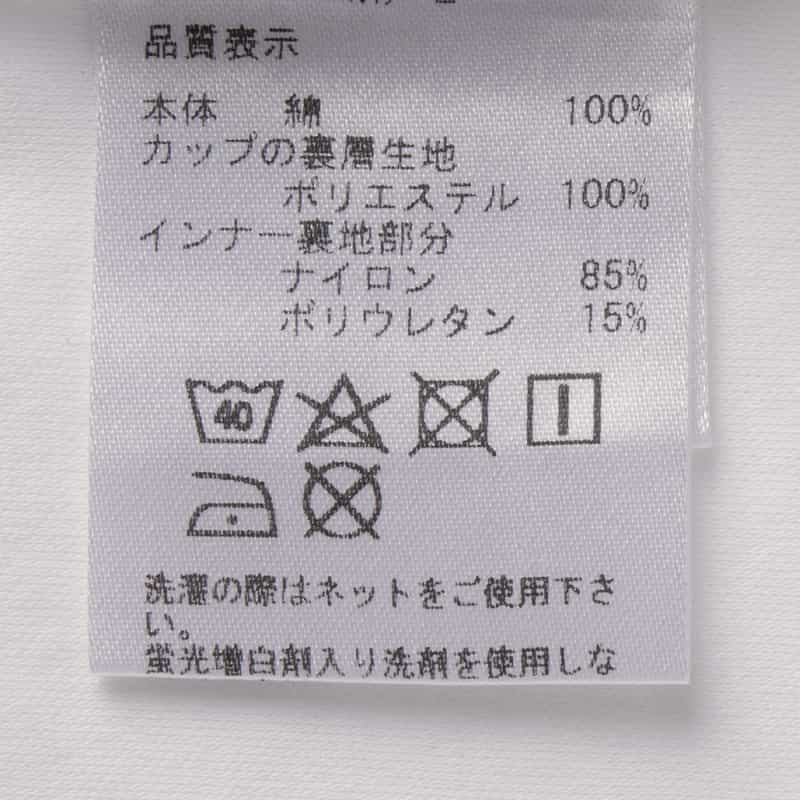 品質表示
本体 綿 100%
カップの裏層生地
ポリエステル 100%
インナー裏地部分
ナイロン 85%
ポリウレタン 15%
40
洗濯の際はネットをご使用下さ
い。
蛍光増白剤入り洗剤を使用しな